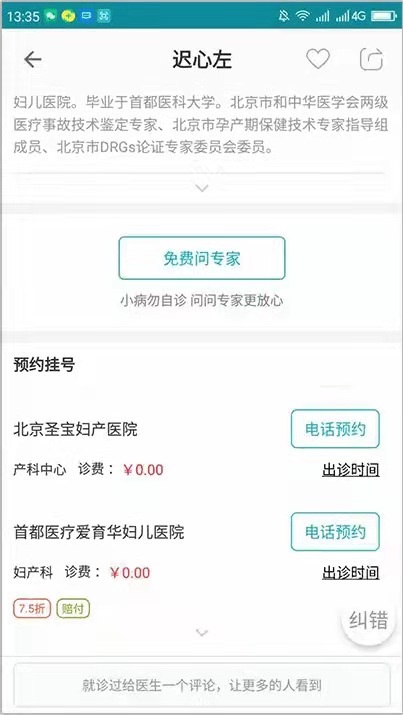 13:35
4G
迟心左
妇儿医院。毕业于首都医科大学。北京市和中华医学会两级
医疗事故技术鉴定专家、北京市孕产期保健技术专家指导组
成员、北京市DRGs论证专家委员会委员。
免费问专家
小病勿自诊 问问专家更放心
预约挂号
北京圣宝妇产医院
电话预约
产科中心 诊费：￥0.00
出诊时间
首都医疗爱育华妇儿医院
电话预约
妇产科 诊费：￥0.00
出诊时间
7.5折 赔付
纠错
就诊过给医生一个评论，让更多的人看到